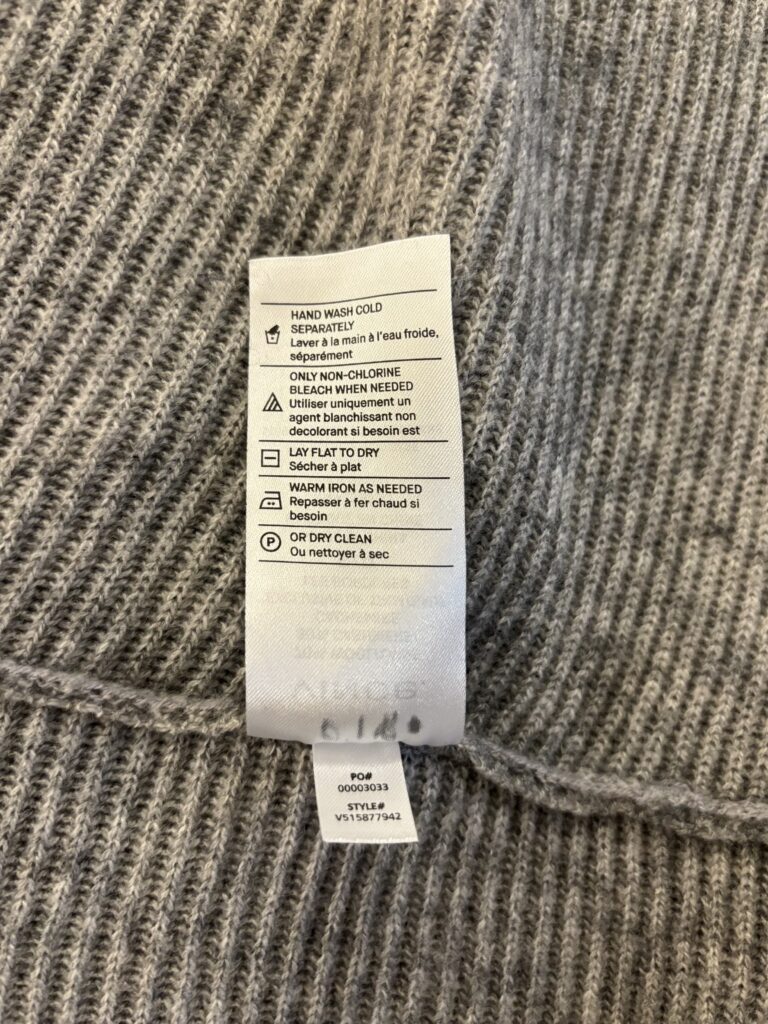 HAND WASH COLD
SEPARATELY
Laver à la main à l'eau froide,
séparément
ONLY NON-CHLORINE
BLEACH WHEN NEEDED
Utiliser uniquement un
agent blanchissant non
decolorant si besoin est
LAY FLAT TO DRY
Sécher à plat
WARM IRON AS NEEDED
Repasser à fer chaud si
besoin
P
OR DRY CLEAN
Ou nettoyer à sec
PO#
00003033
STYLE#
V515877942